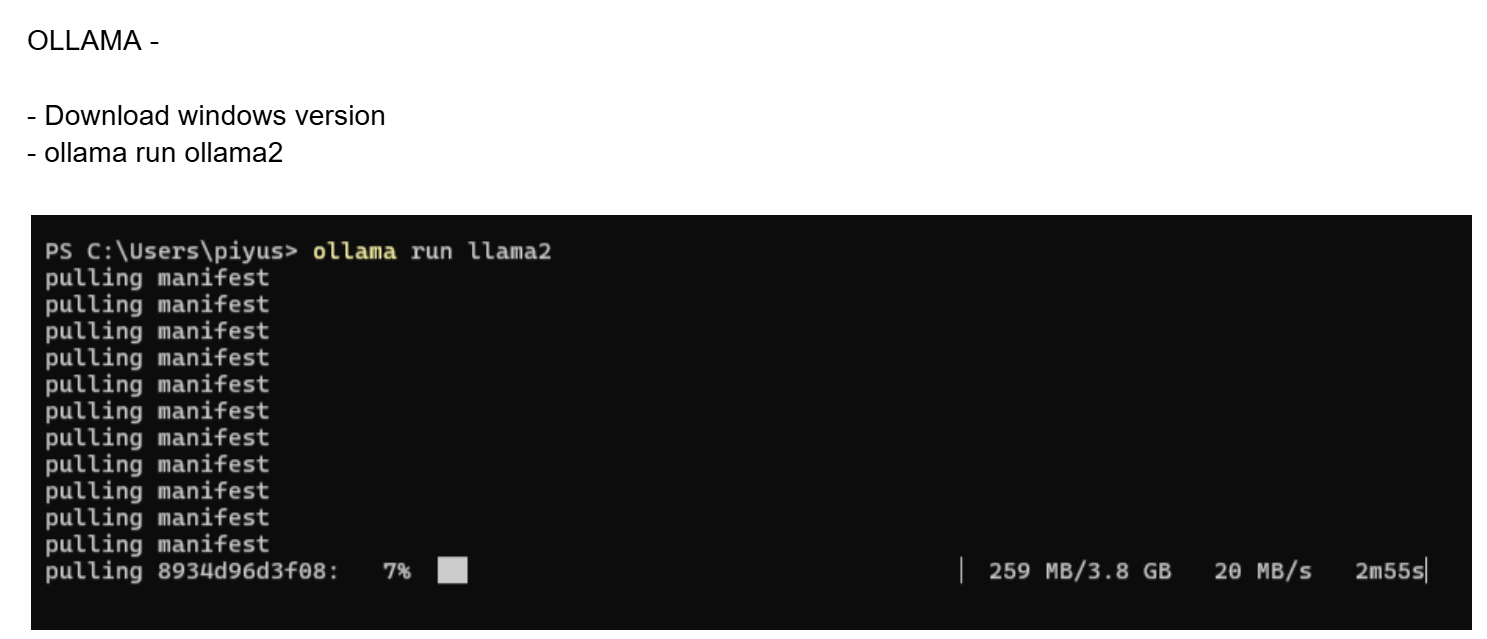 OLLAMA -
- Download windows version
- ollama run ollama2
PS C:\Users\piyus> ollama run llama2
pulling manifest
pulling manifest
pulling manifest
pulling manifest
pulling manifest
pulling manifest
pulling manifest
pulling manifest
pulling manifest
pulling manifest
pulling manifest
pulling 8934d96d3f08:   7% | 259 MB/3.8 GB   20 MB/s   2m55s